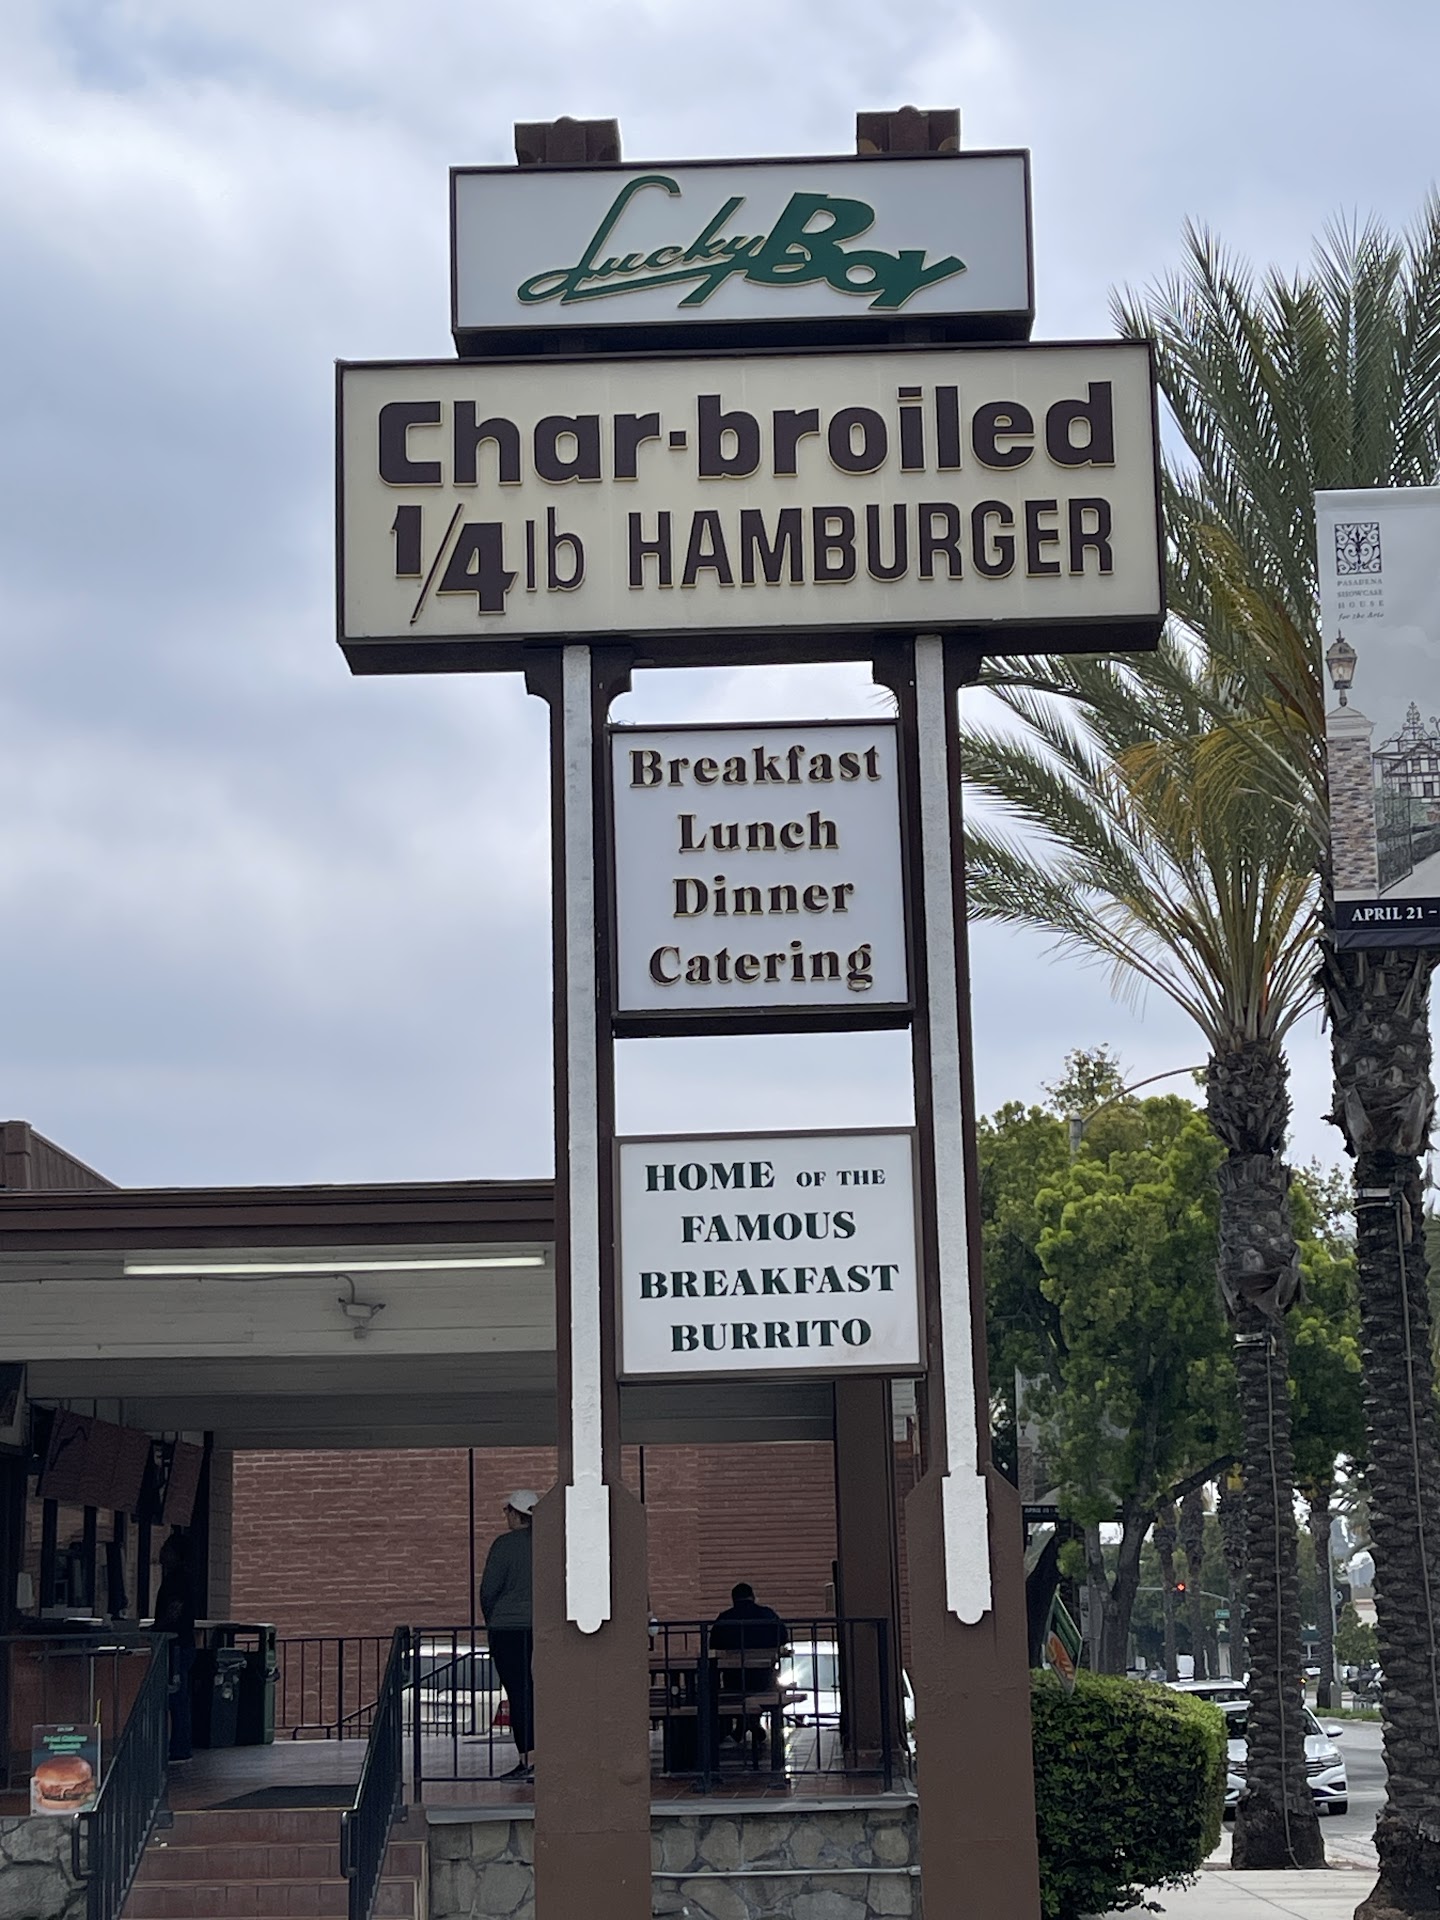 Lucky Boy
Char-broiled
1/4 lb HAMBURGER
Breakfast
Lunch
Dinner
Catering
HOME OF THE
FAMOUS
BREAKFAST
BURRITO
PASADENA
SHOWCASE
HOUSE
for the Arts
APRIL 21 –